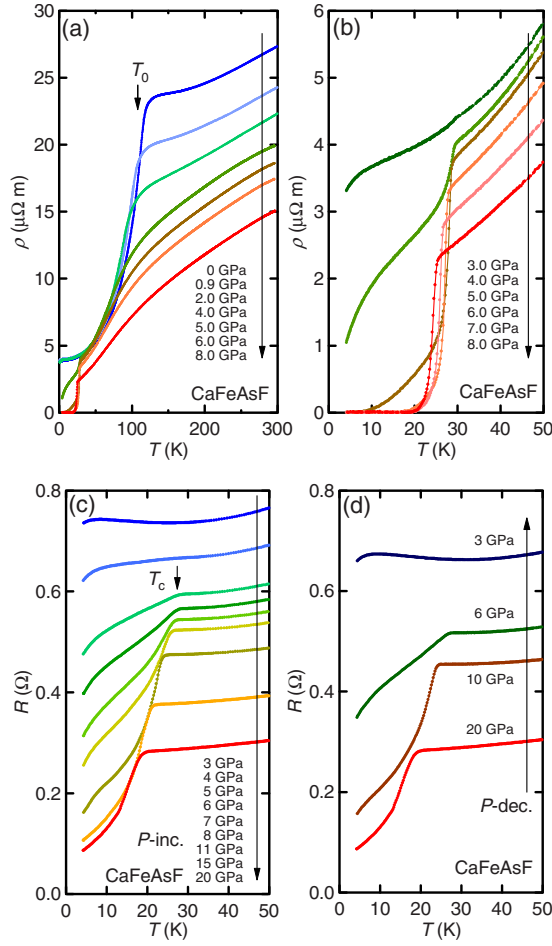 (a)
T0
ρ (μΩ m)
30
25
20
15
10
5
0
0 GPa
0.9 GPa
2.0 GPa
4.0 GPa
5.0 GPa
6.0 GPa
8.0 GPa
CaFeAsF
0 100 200 300
T (K)
(b)
ρ (μΩ m)
6
4
2
0
3.0 GPa
4.0 GPa
5.0 GPa
6.0 GPa
7.0 GPa
8.0 GPa
CaFeAsF
0 10 20 30 40 50
T (K)
(c)
Tc
R (Ω)
0.8
0.6
0.4
0.2
0.0
3 GPa
4 GPa
5 GPa
6 GPa
7 GPa
8 GPa
11 GPa
15 GPa
20 GPa
P-inc.
CaFeAsF
0 10 20 30 40 50
T (K)
(d)
R (Ω)
0.8
0.6
0.4
0.2
0.0
3 GPa
6 GPa
10 GPa
20 GPa
P-dec.
CaFeAsF
0 10 20 30 40 50
T (K)